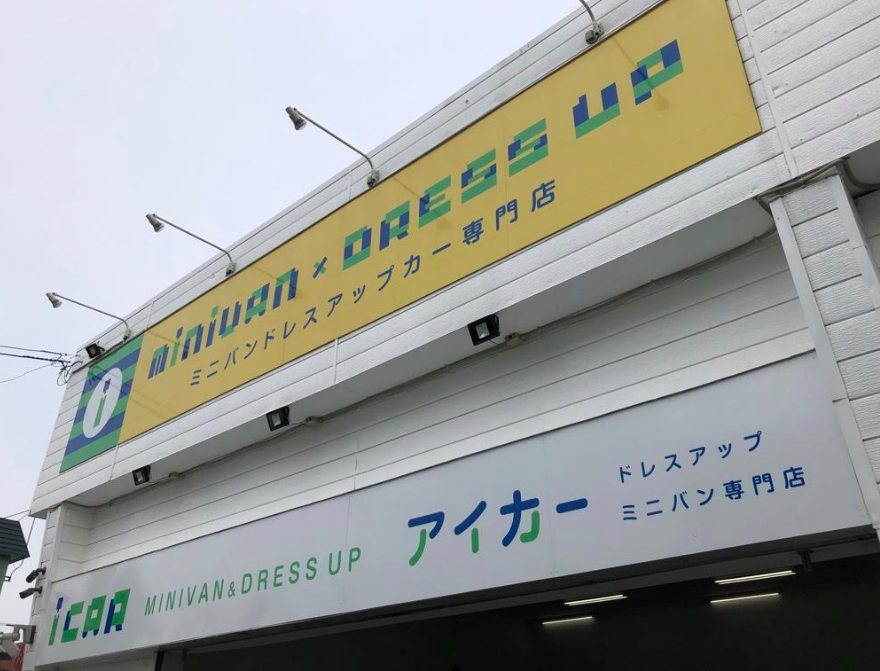 i
minivan × DRESS UP
ミニバンドレスアップカー専門店
iCAR
MINIVAN&DRESS UP
アイカー
ドレスアップ
ミニバン専門店